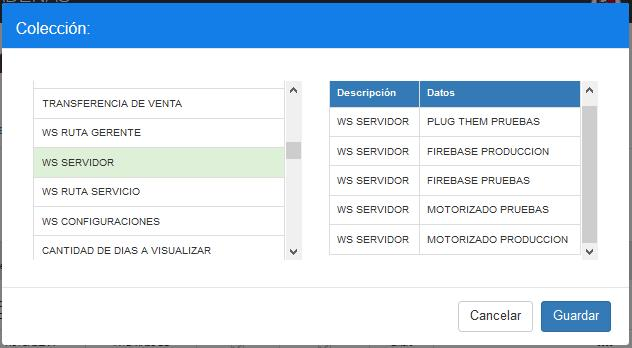 Colección:
TRANSFERENCIA DE VENTA
WS RUTA GERENTE
WS SERVIDOR
WS RUTA SERVICIO
WS CONFIGURACIONES
CANTIDAD DE DIAS A VISUALIZAR
Descripción Datos
WS SERVIDOR PLUG THEM PRUEBAS
WS SERVIDOR FIREBASE PRODUCCION
WS SERVIDOR FIREBASE PRUEBAS
WS SERVIDOR MOTORIZADO PRUEBAS
WS SERVIDOR MOTORIZADO PRODUCCION
Cancelar Guardar